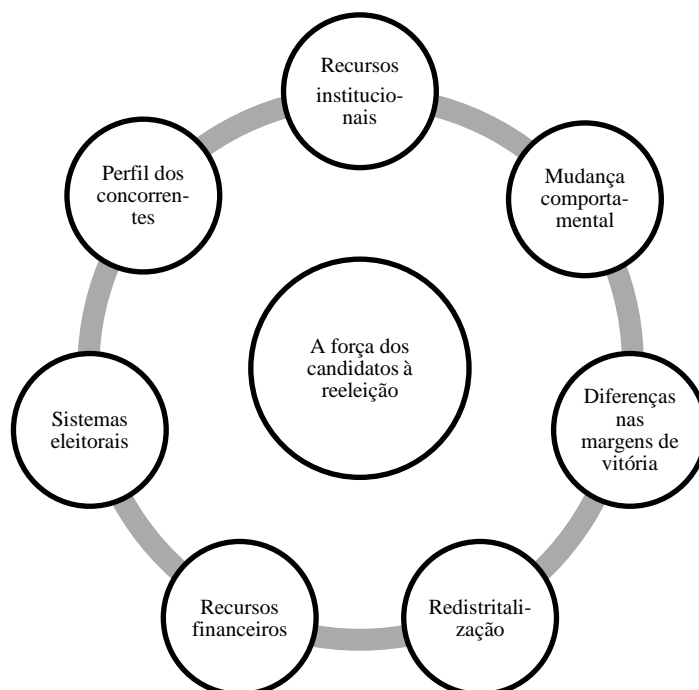 Recursos
institucio-
nais
Mudança
comporta-
mental
Diferenças
nas
margens de
vitória
Redistritali-
zação
Recursos
financeiros
Sistemas
eleitorais
Perfil dos
concorren-
tes
A força dos
candidatos à
reeleição